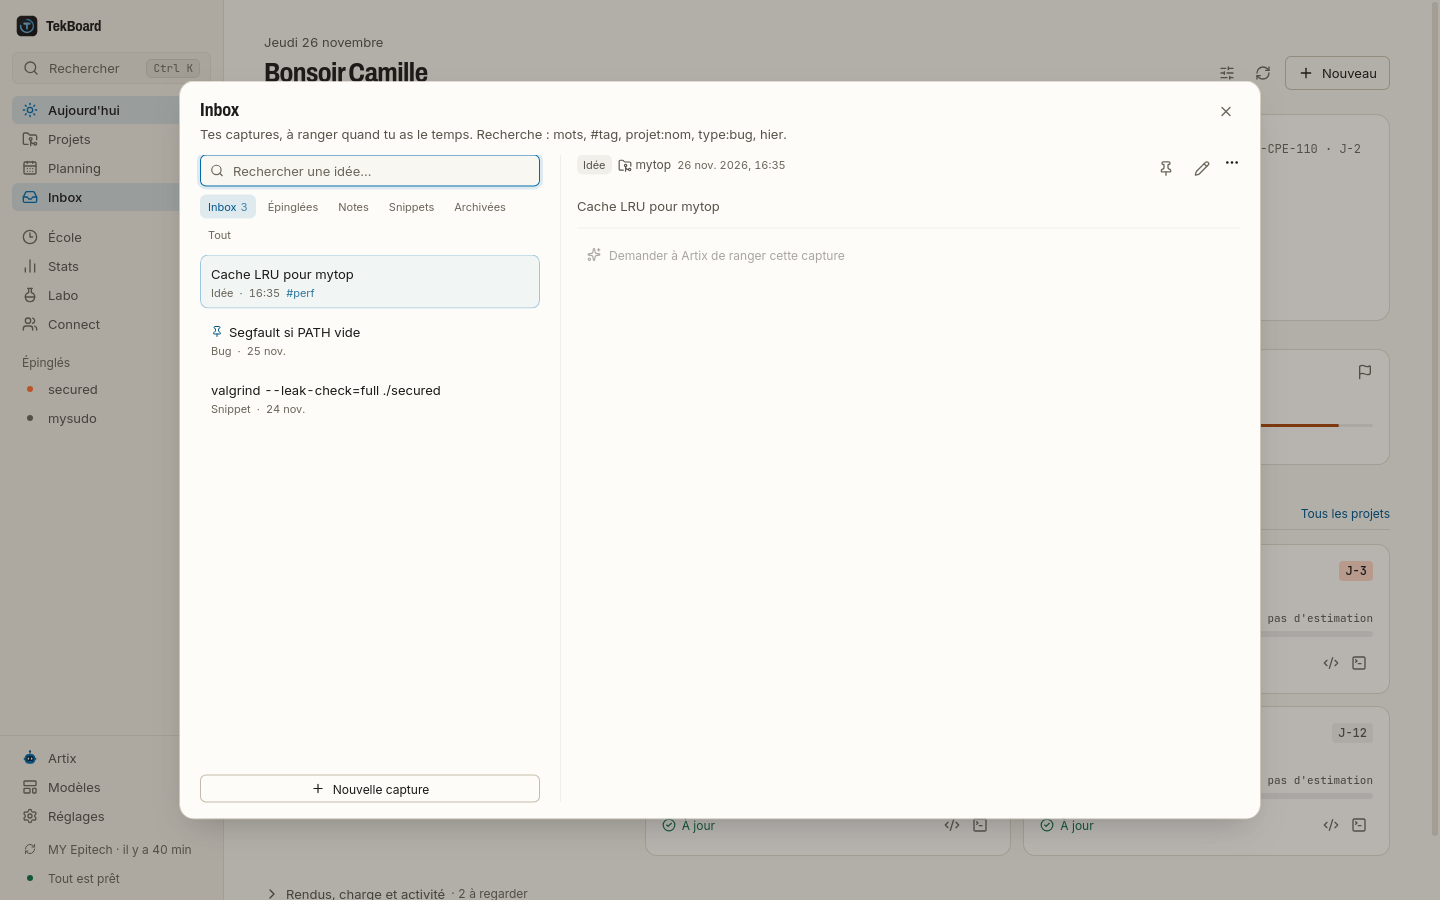 TekBoard
Rechercher
Ctrl K
Aujourd'hui
Projets
Planning
Inbox
École
Stats
Labo
Connect
Épinglés
secured
mysudo
Artix
Modèles
Réglages
MY Epitech · il y a 40 min
Tout est prêt
Jeudi 26 novembre
Bonsoir Camille
Nouveau
Inbox
Tes captures, à ranger quand tu as le temps. Recherche : mots, #tag, projet:nom, type:bug, hier.
Rechercher une idée...
Inbox 3
Épinglées
Notes
Snippets
Archivées
Tout
Cache LRU pour mytop
Idée · 16:35 #perf
Segfault si PATH vide
Bug · 25 nov.
valgrind --leak-check=full ./secured
Snippet · 24 nov.
Nouvelle capture
Idée
mytop
26 nov. 2026, 16:35
Cache LRU pour mytop
Demander à Artix de ranger cette capture
-CPE-110 · J-2
Tous les projets
J-3
pas d'estimation
J-12
pas d'estimation
À jour
À jour
Rendus, charge et activité · 2 à regarder